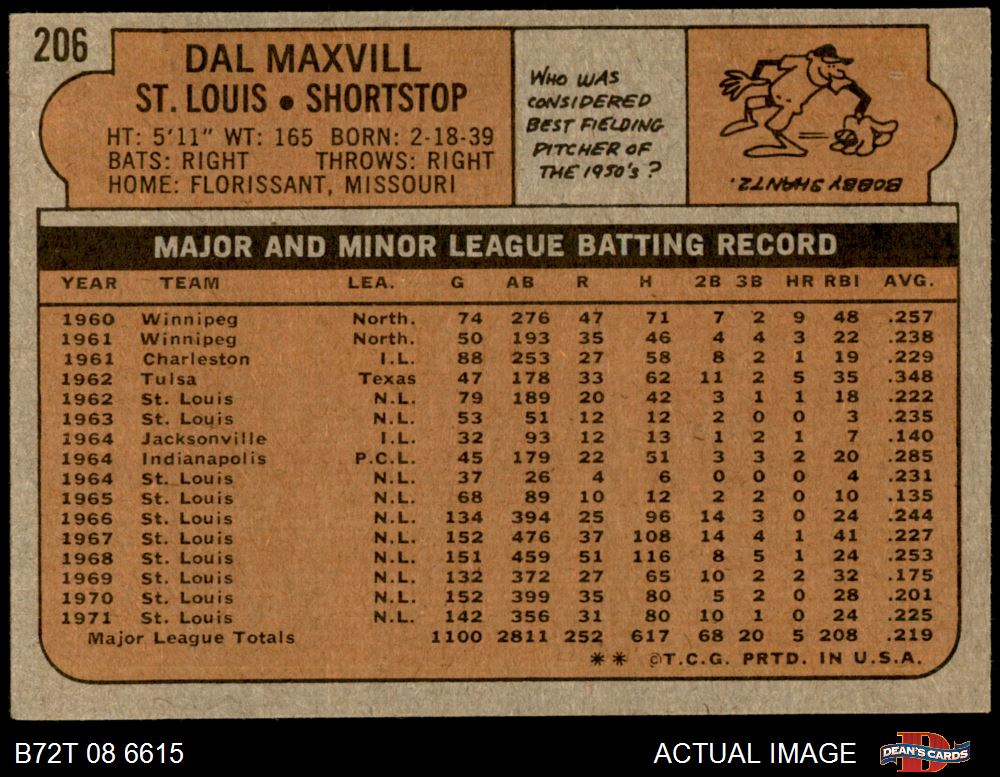 206
DAL MAXVILL
ST. LOUIS • SHORTSTOP
HT: 5'11" WT: 165 BORN: 2-18-39
BATS: RIGHT THROWS: RIGHT
HOME: FLORISSANT, MISSOURI
WHO WAS
CONSIDERED
BEST FIELDING
PITCHER OF
THE 1950's ?
BOBBY SHANTZ.
MAJOR AND MINOR LEAGUE BATTING RECORD
YEAR TEAM LEA. G AB R H 2B 3B HR RBI AVG.
1960 Winnipeg North. 74 276 47 71 7 2 9 48 .257
1961 Winnipeg North. 50 193 35 46 4 4 3 22 .238
1961 Charleston I.L. 88 253 27 58 8 2 1 19 .229
1962 Tulsa Texas 47 178 33 62 11 2 5 35 .348
1962 St. Louis N.L. 79 189 20 42 3 1 1 18 .222
1963 St. Louis N.L. 53 51 12 12 2 0 0 3 .235
1964 Jacksonville I.L. 32 93 12 13 1 2 1 7 .140
1964 Indianapolis P.C.L. 45 179 22 51 3 3 2 20 .285
1964 St. Louis N.L. 37 26 4 6 0 0 0 4 .231
1965 St. Louis N.L. 68 89 10 12 2 2 0 10 .135
1966 St. Louis N.L. 134 394 25 96 14 3 0 24 .244
1967 St. Louis N.L. 152 476 37 108 14 4 1 41 .227
1968 St. Louis N.L. 151 459 51 116 8 5 1 24 .253
1969 St. Louis N.L. 132 372 27 65 10 2 2 32 .175
1970 St. Louis N.L. 152 399 35 80 5 2 0 28 .201
1971 St. Louis N.L. 142 356 31 80 10 1 0 24 .225
Major League Totals 1100 2811 252 617 68 20 5 208 .219
** ©T.C.G. PRTD. IN U.S.A.
B72T 08 6615 ACTUAL IMAGE DEAN'S CARDS